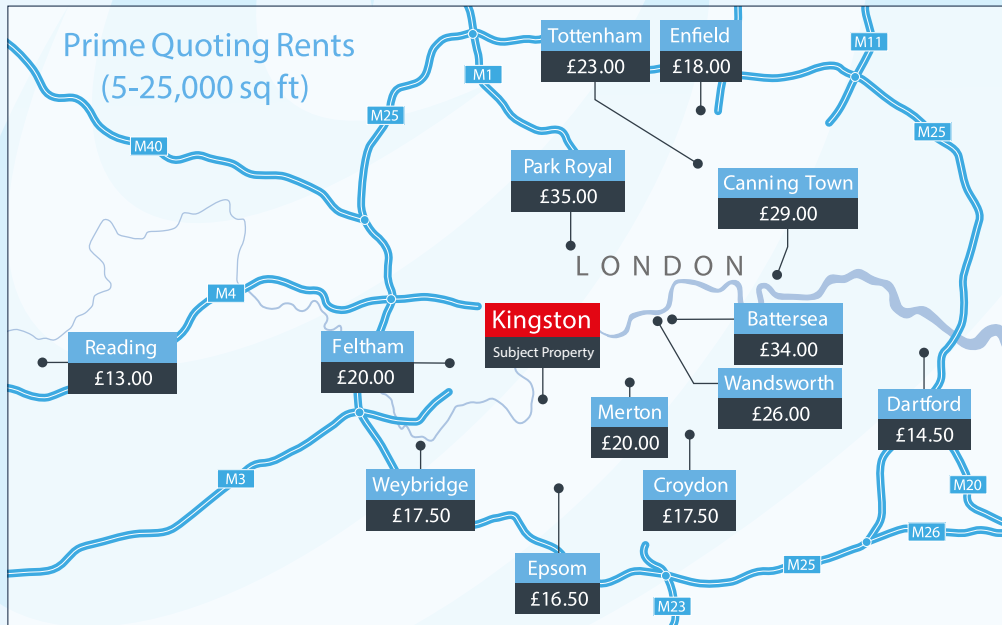 Prime Quoting Rents
(5-25,000 sq ft)
Tottenham
£23.00
Enfield
£18.00
M11
M1
M25
M25
M40
Park Royal
£35.00
Canning Town
£29.00
LONDON
M4
Kingston
Subject Property
Battersea
£34.00
Reading
£13.00
Feltham
£20.00
Wandsworth
£26.00
Merton
£20.00
Dartford
£14.50
M3
Weybridge
£17.50
Croydon
£17.50
M20
M26
Epsom
£16.50
M25
M23